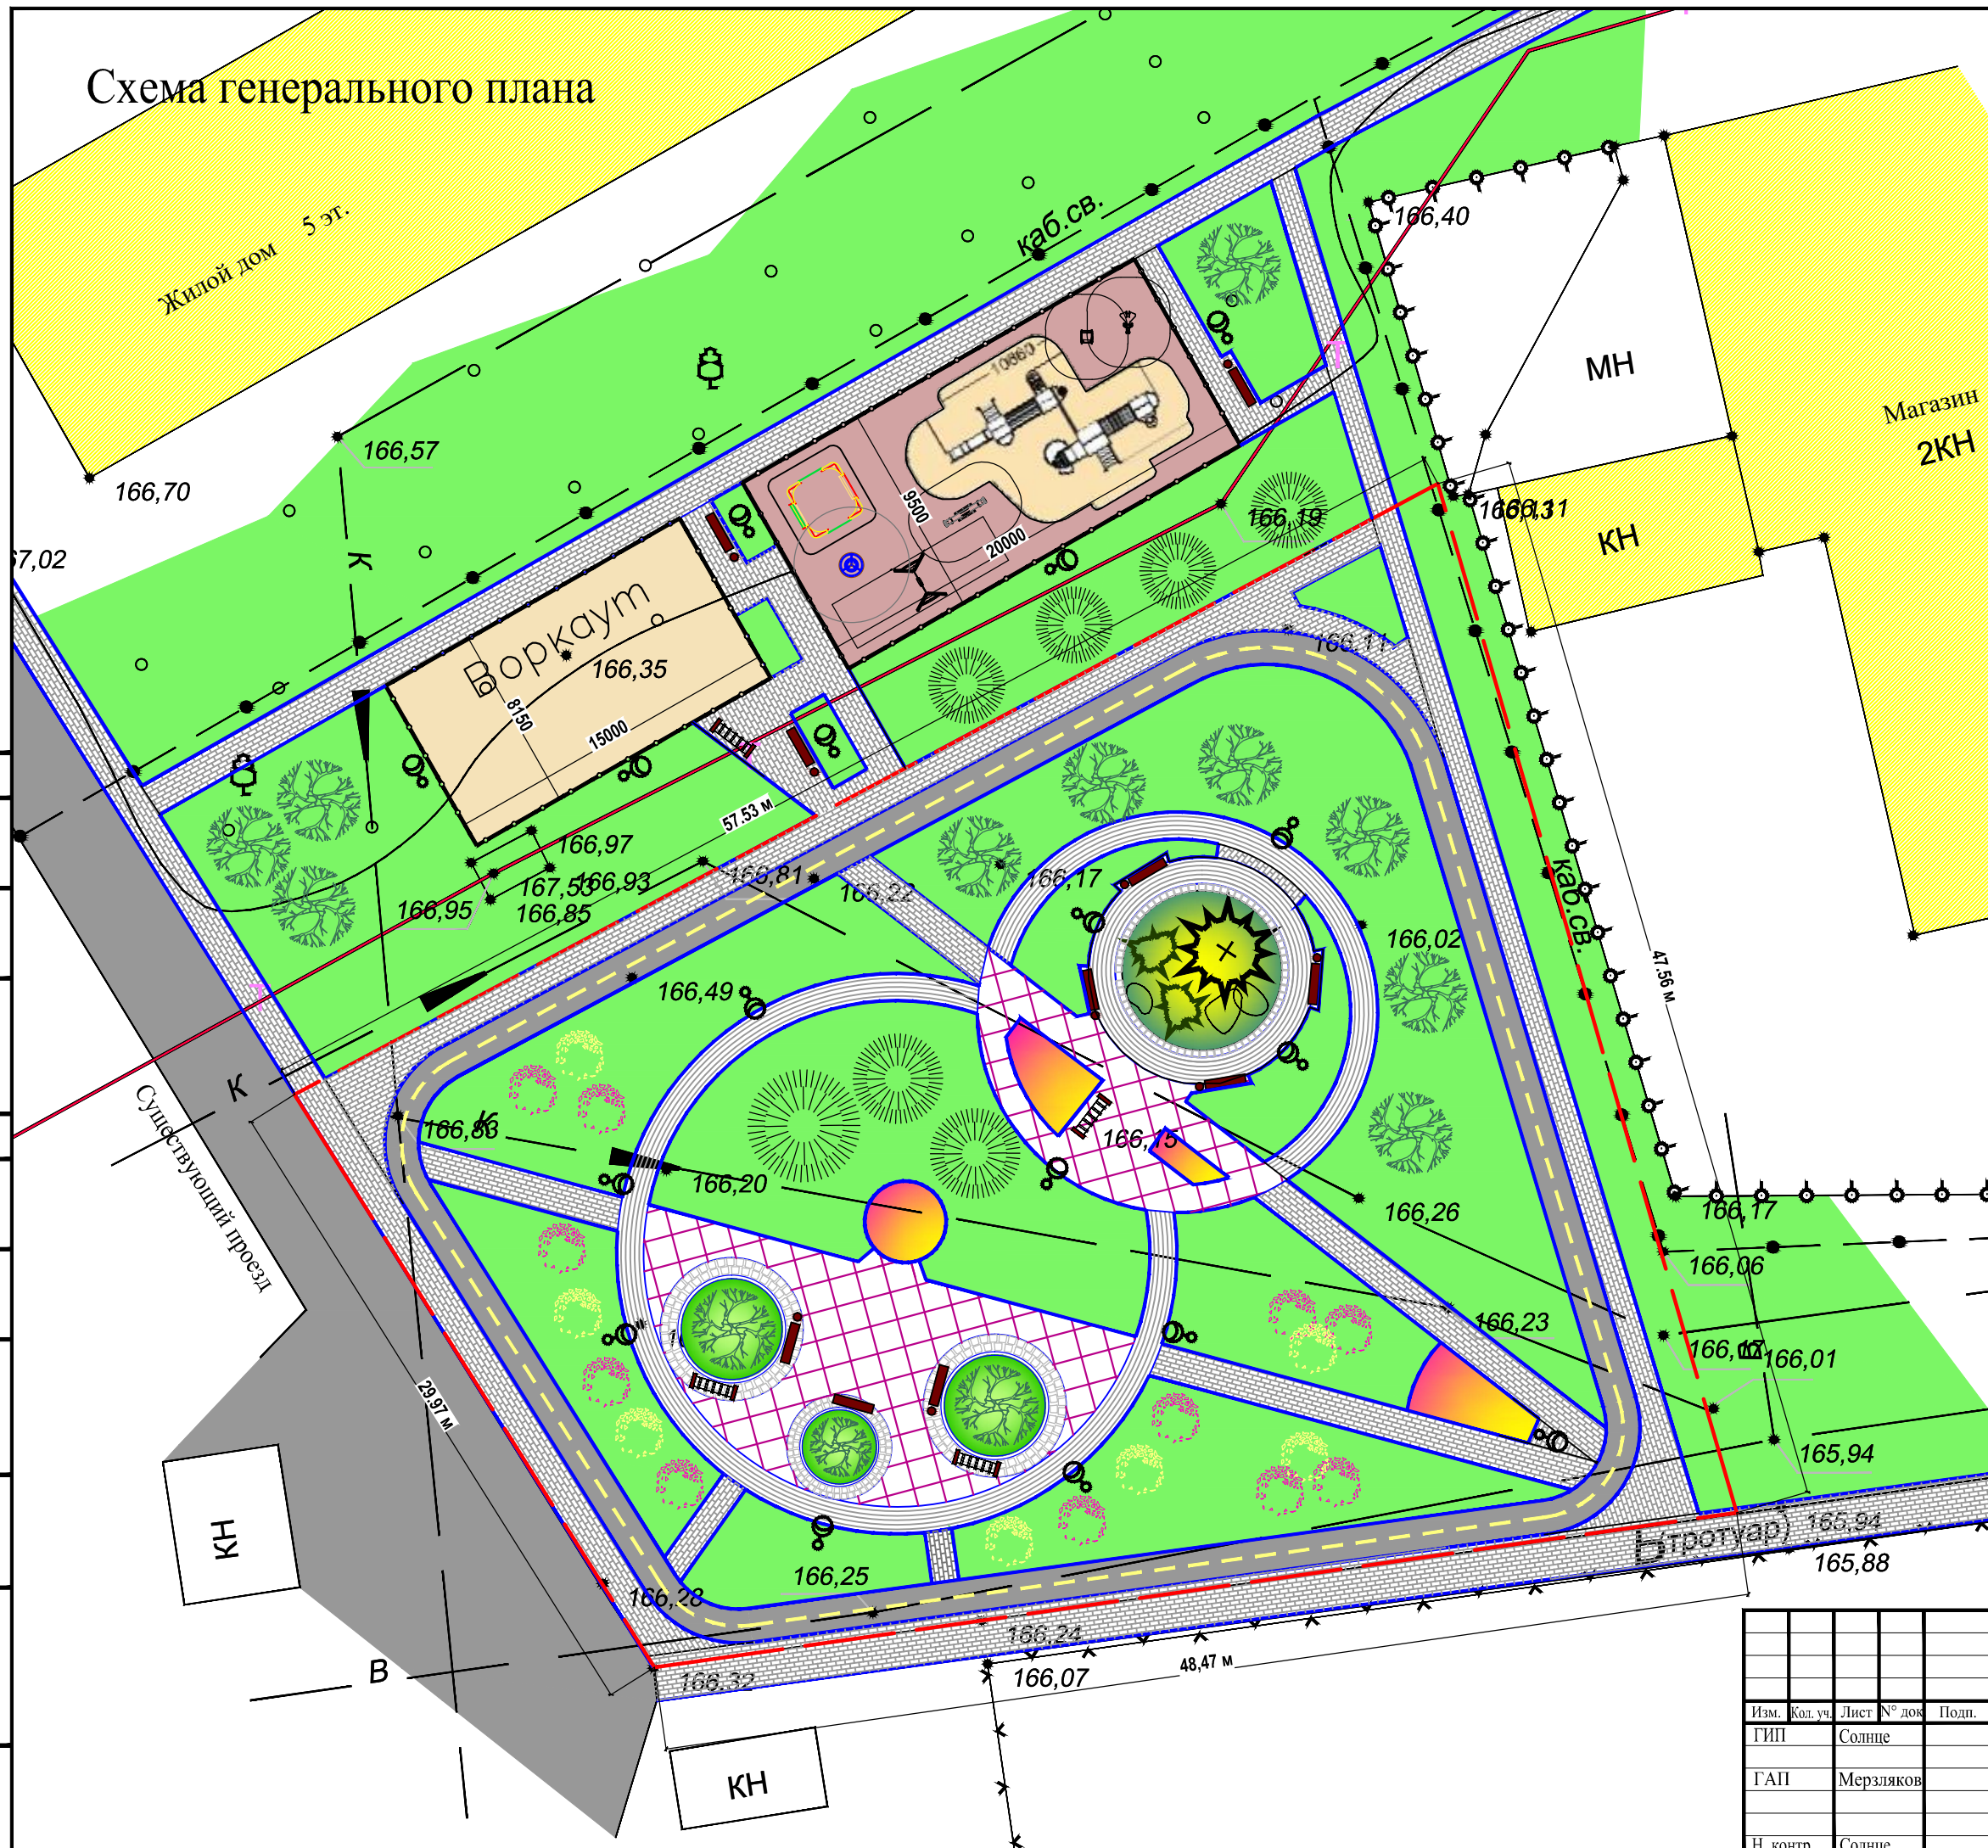 Схема генерального плана
Жилой дом 5 эт.
каб.св.
166,40
МН
Магазин
2КН
166,57
166,70
К
10860
9500
20000
166,19
КН
Воркаут
166,35
8150
15000
166,11
57.53 м
166,97
167,53
166,93
166,95
166,85
166,81
166,22
166,17
166,02
каб.св.
47.56 м
166,49
К
Существующий проезд
К
166,83
166,15
166,20
166,26
166,17
166,06
166,23
166,01
В
29.97 м
165,94
КН
(тротуар)
165,94
165,88
166,25
166,28
166,24
В
166,32
166,07
48,47 м
КН
Изм. Кол. уч. Лист N° док Подп.
ГИП Солнце
ГАП Мерзляков
Н. контр. Солнце